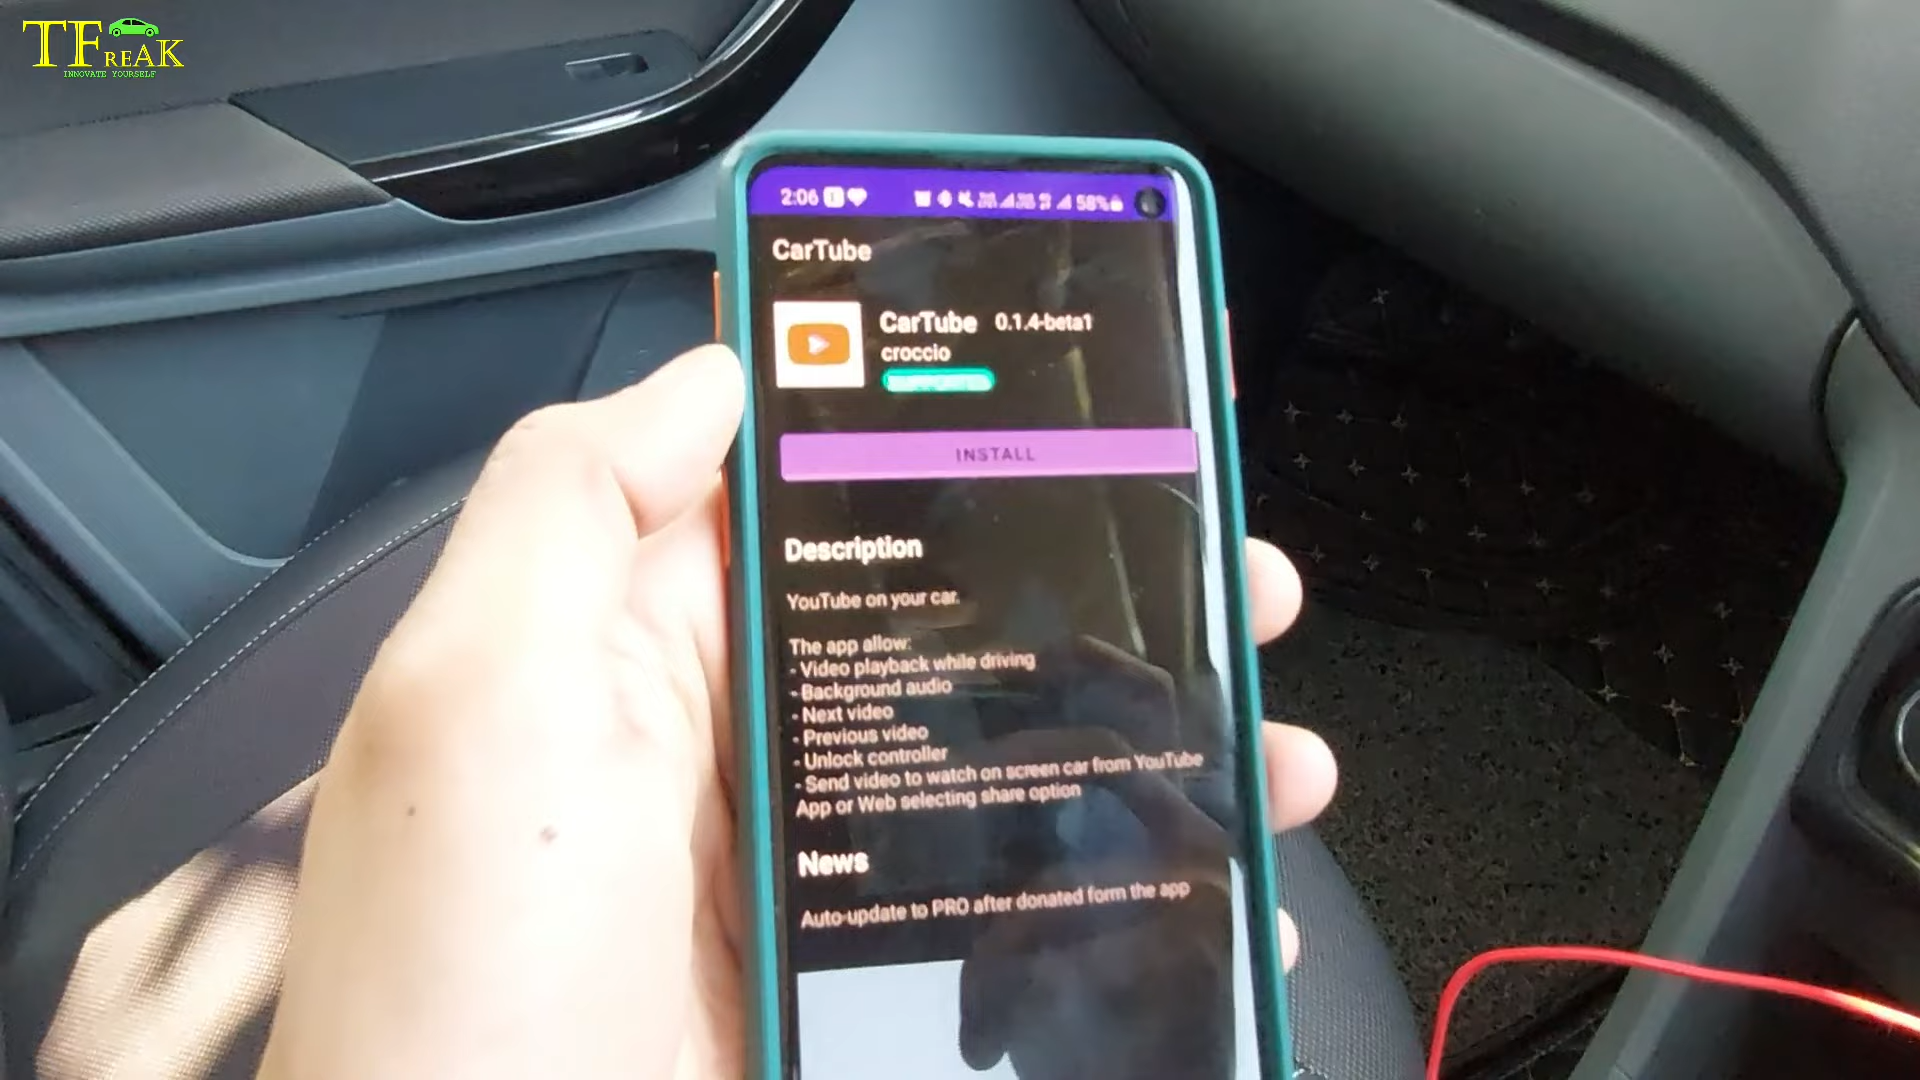 TFreAK
INNOVATE YOURSELF
2:06
58%
CarTube
CarTube 0.1.4-beta1
croccio
INSTALL
Description
YouTube on your car.
The app allow:
- Video playback while driving
- Background audio
- Next video
- Previous video
- Unlock controller
- Send video to watch on screen car from YouTube
App or Web selecting share option
News
Auto-update to PRO after donated form the app